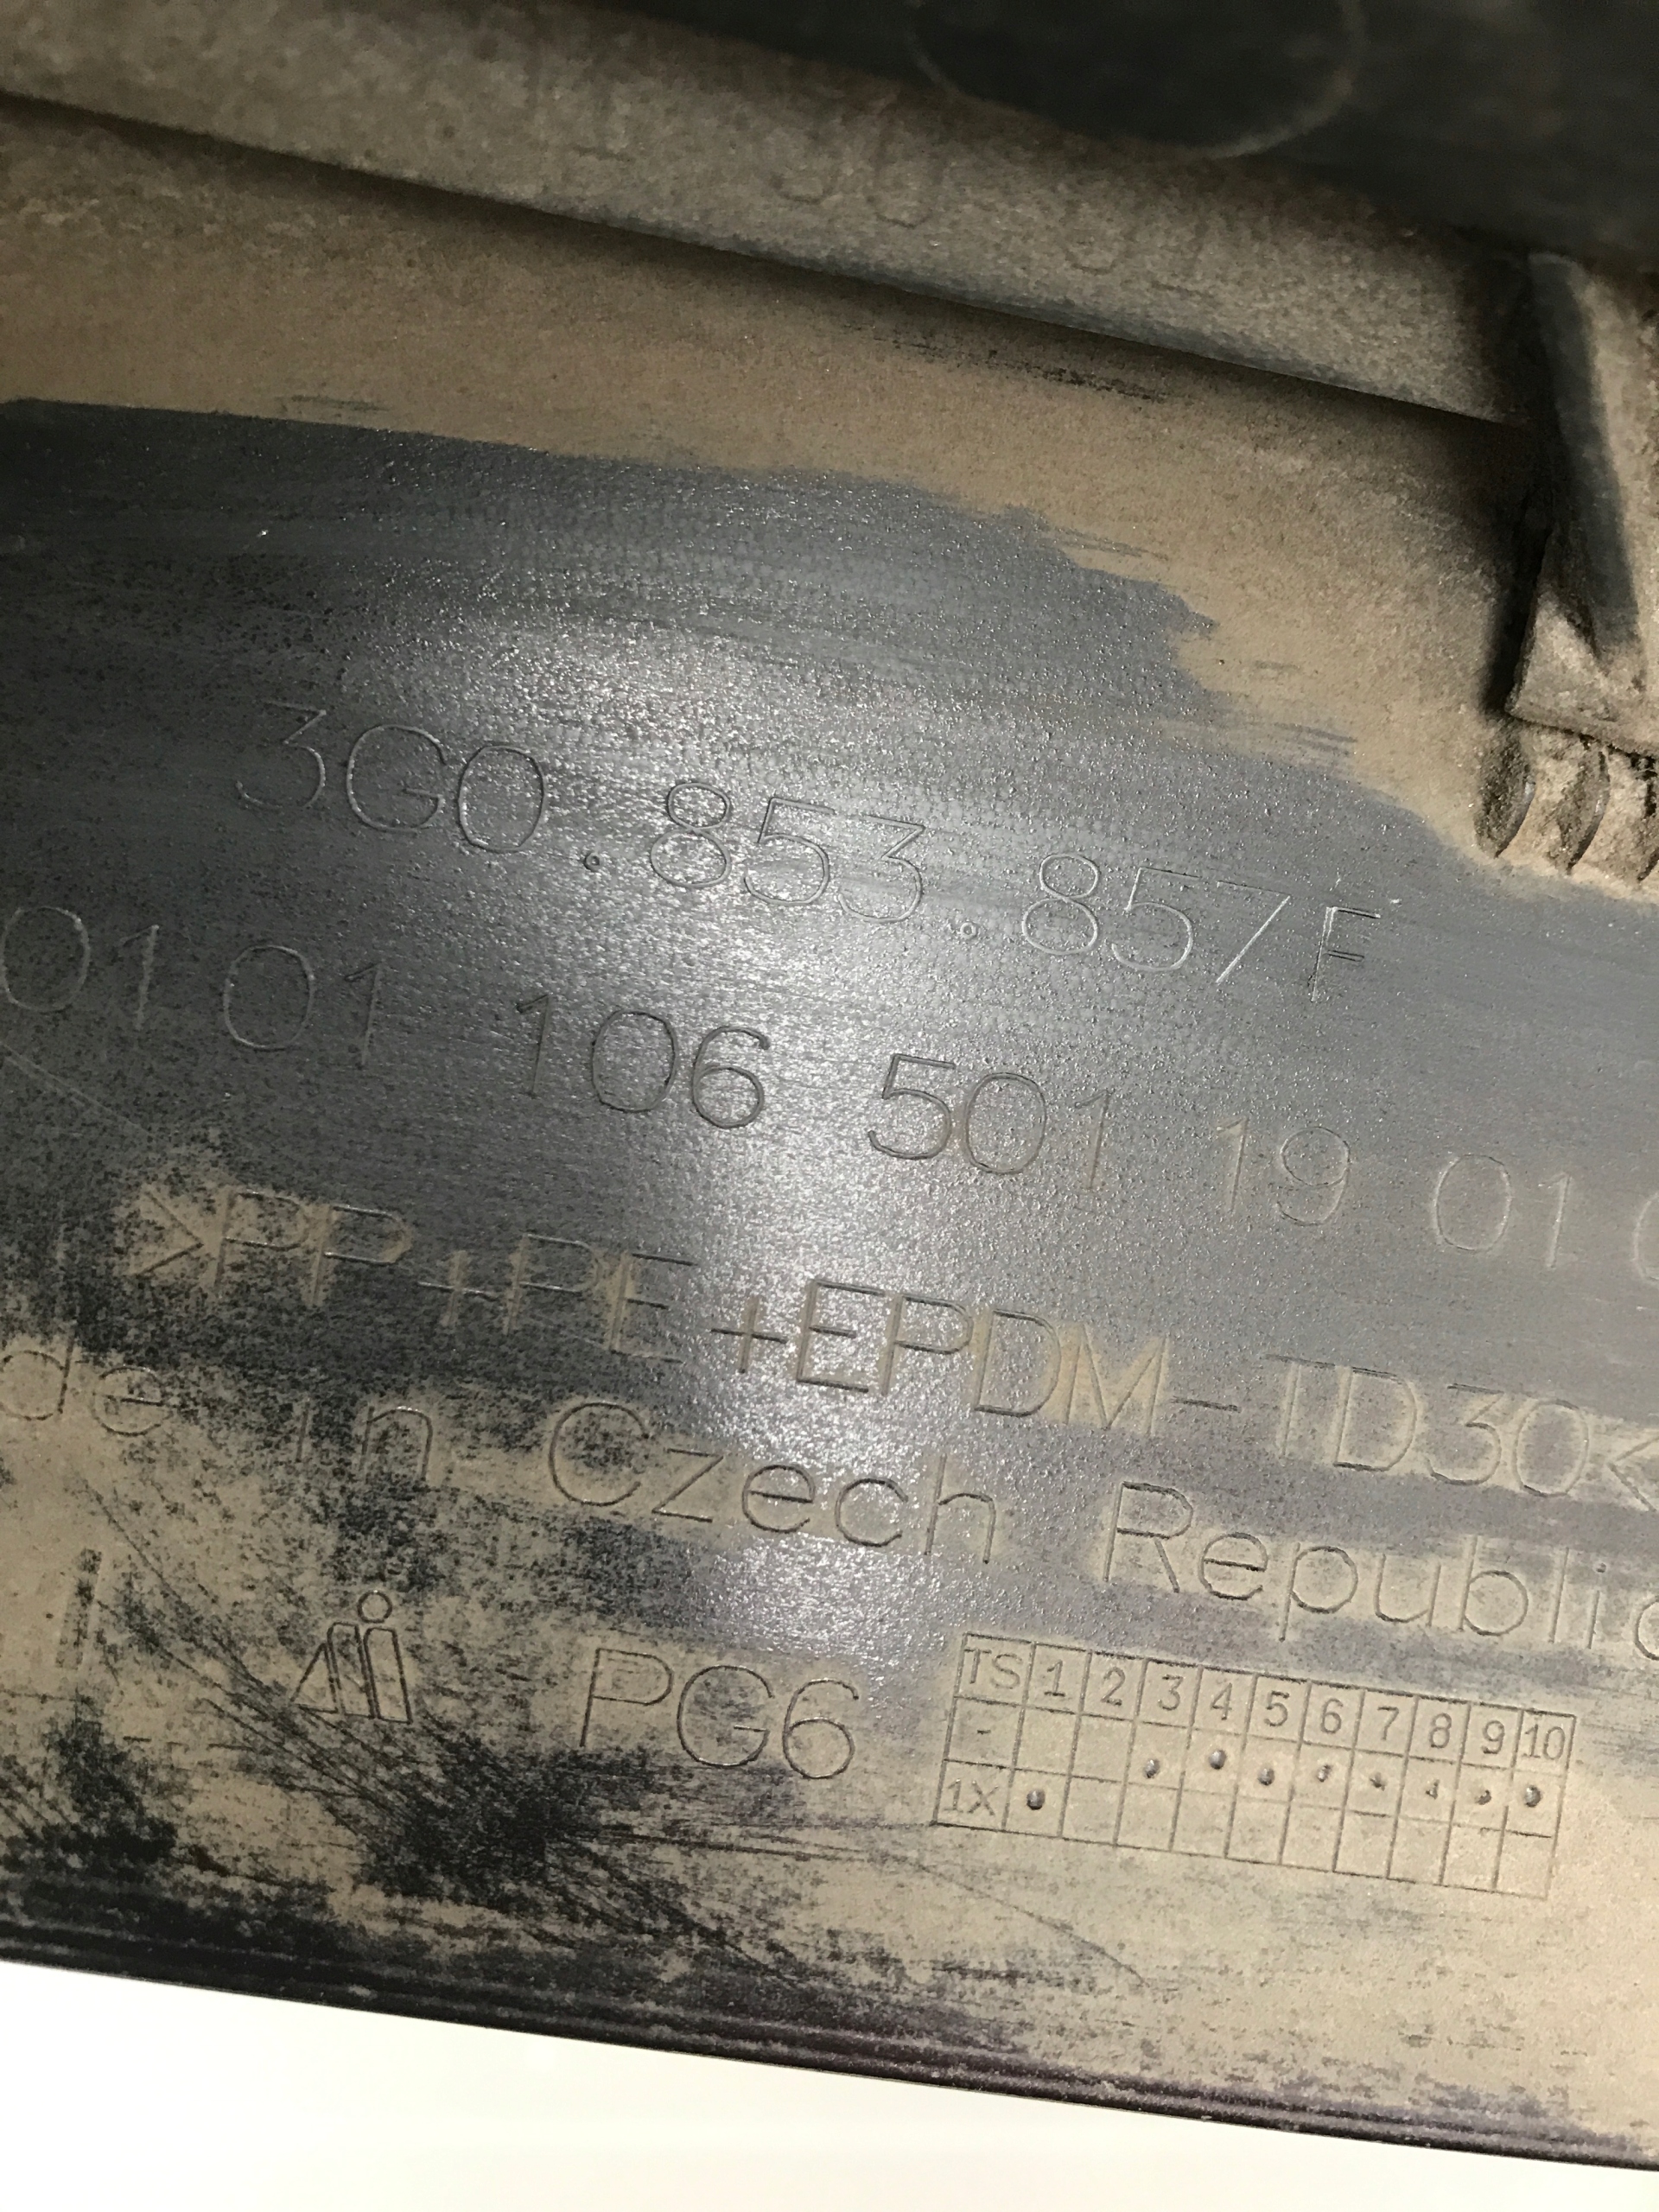 3G0.853.857F
01 01 106 501 19 01
>PP+PE+EPDM-TD30<
de in Czech Republic
PG6
TS 1 2 3 4 5 6 7 8 9 10
-
1X